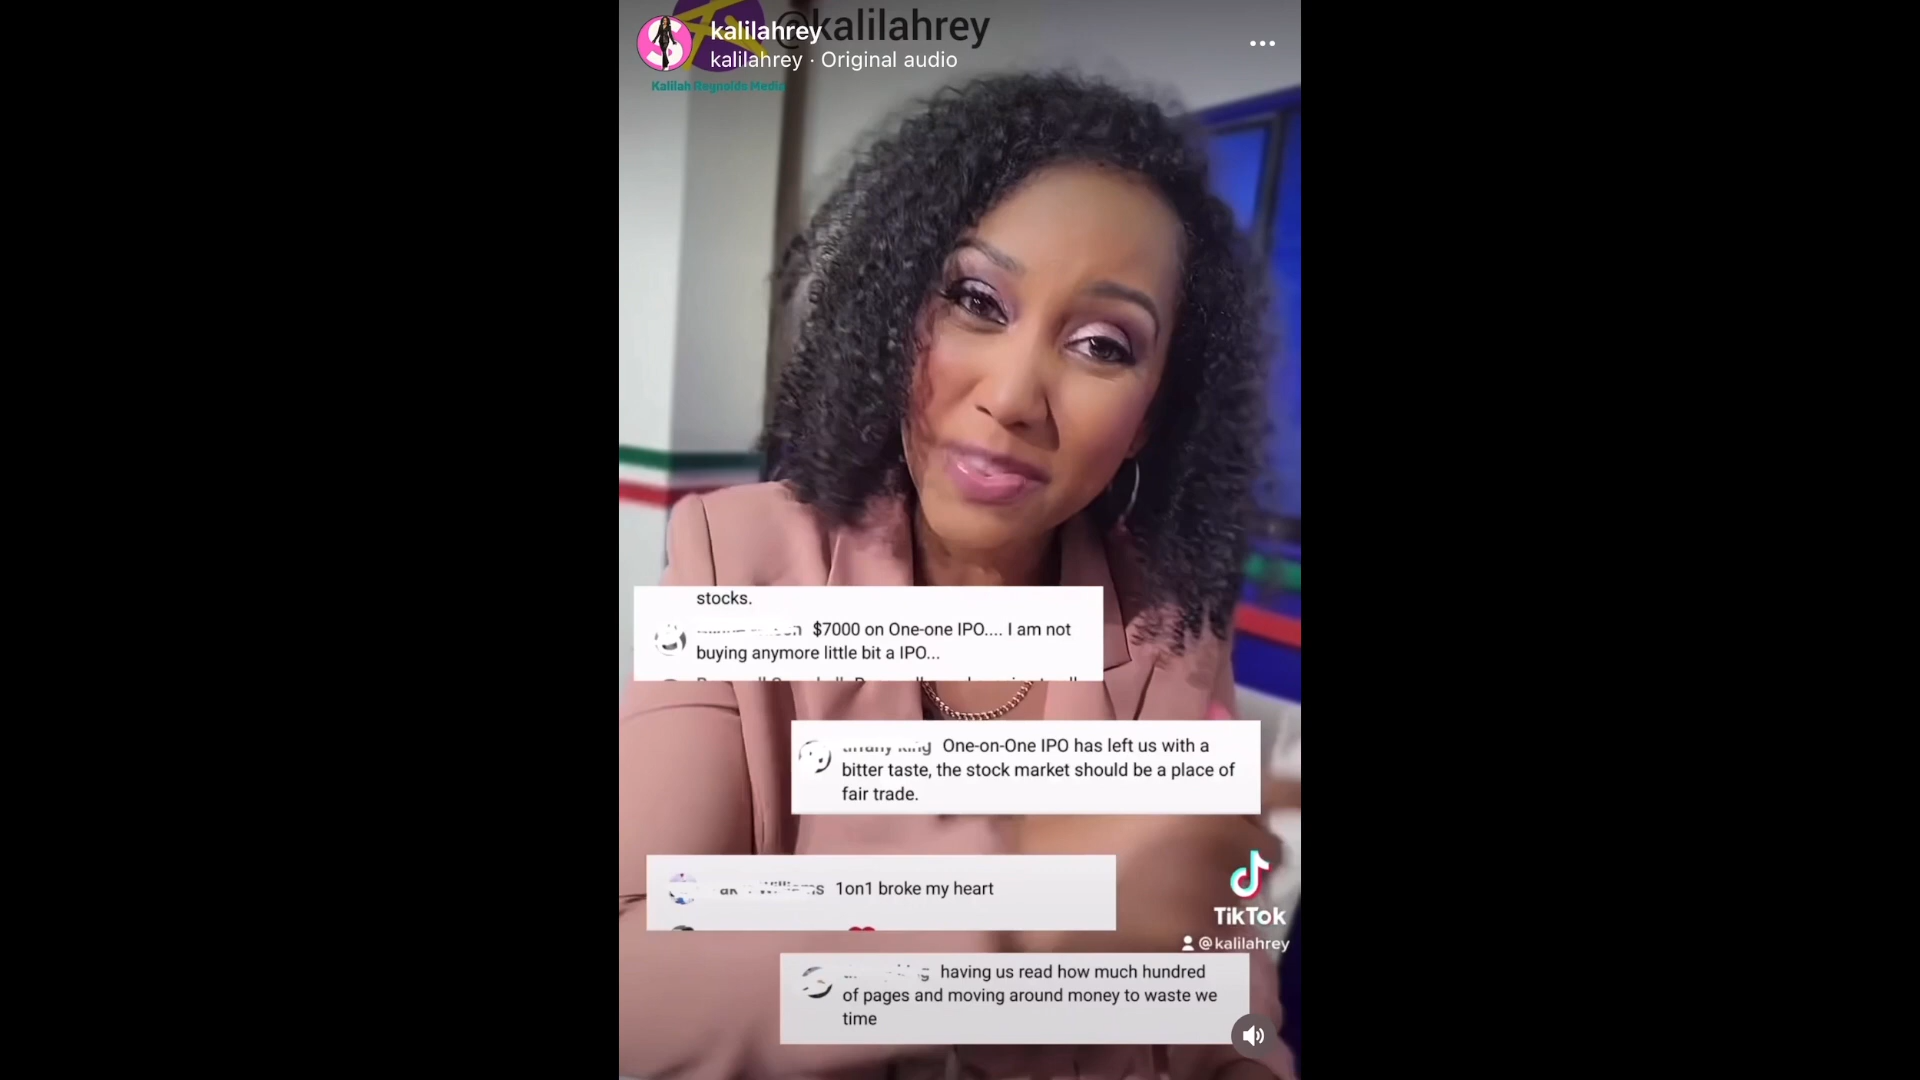 @kalilahrey
kalilahrey
kalilahrey · Original audio
Kalilah Reynolds Media
stocks.
$7000 on One-one IPO.... I am not
buying anymore little bit a IPO...
One-on-One IPO has left us with a
bitter taste, the stock market should be a place of
fair trade.
1on1 broke my heart
TikTok
@kalilahrey
having us read how much hundred
of pages and moving around money to waste we
time